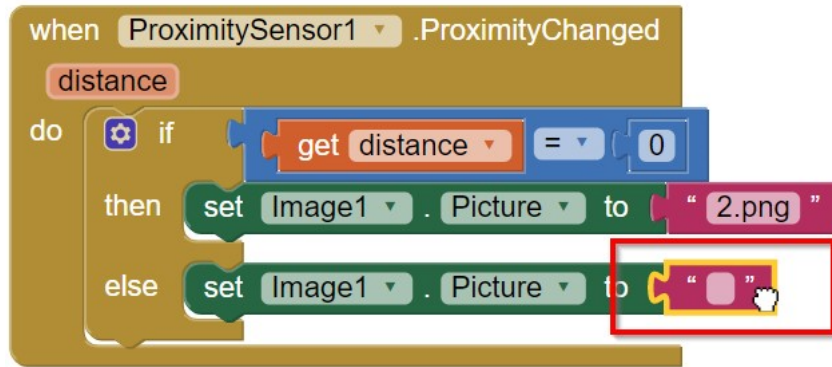 when ProximitySensor1 .ProximityChanged
distance
do if get distance = 0
then set Image1 . Picture to " 2.png "
else set Image1 . Picture to " "